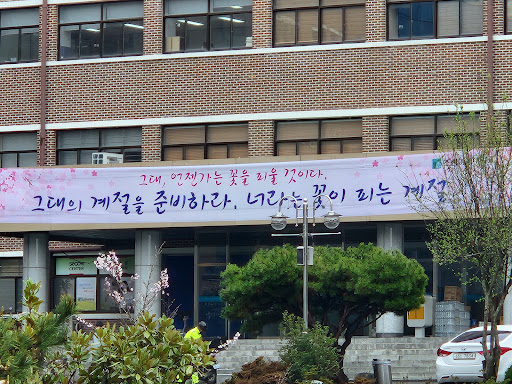 그대, 언젠가는 꽃을 피울 것이다.
그대의 계절을 준비하라. 너라는 꽃이 피는 계절
CENTER